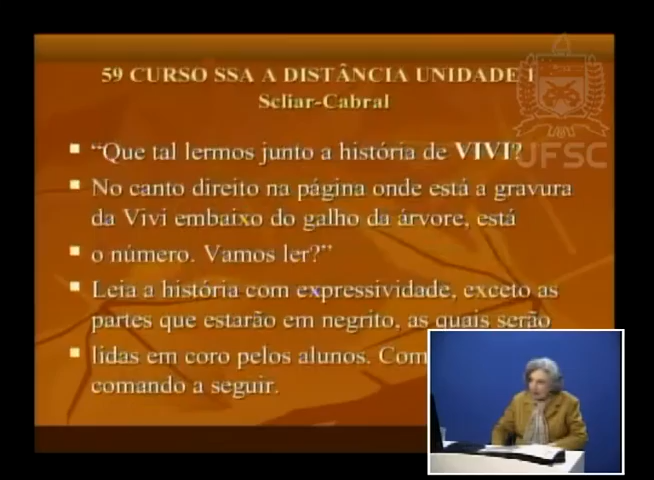 59 CURSO SSA A DISTÂNCIA UNIDADE 1
Scliar-Cabral
UFSC
"Que tal lermos junto a história de VIVI?
No canto direito na página onde está a gravura
da Vivi embaixo do galho da árvore, está
o número. Vamos ler?"
Leia a história com expressividade, exceto as
partes que estarão em negrito, as quais serão
lidas em coro pelos alunos.
comando a seguir.